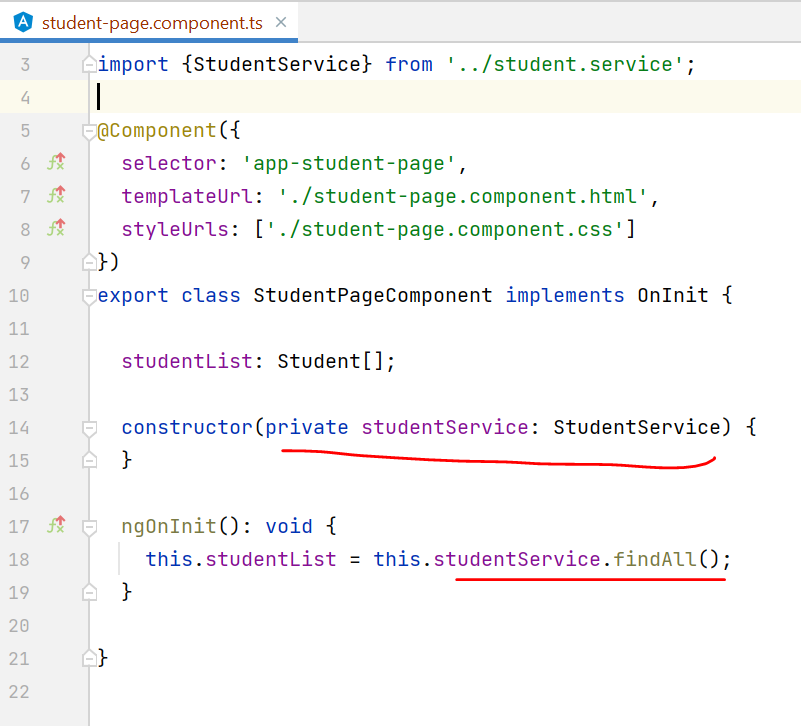 student-page.component.ts
3 import {StudentService} from '../student.service';
4
5 @Component({
6 selector: 'app-student-page',
7 templateUrl: './student-page.component.html',
8 styleUrls: ['./student-page.component.css']
9 })
10 export class StudentPageComponent implements OnInit {
11
12 studentList: Student[];
13
14 constructor(private studentService: StudentService) {
15 }
16
17 ngOnInit(): void {
18 this.studentList = this.studentService.findAll();
19 }
20
21 }
22